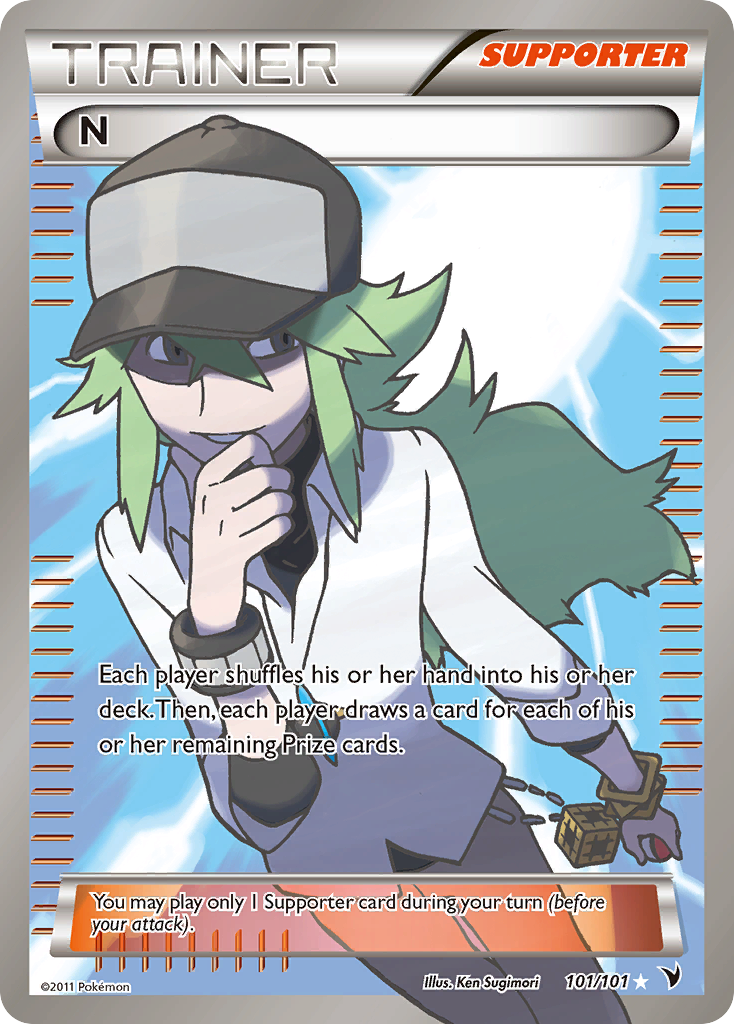 TRAINER
SUPPORTER
N
Each player shuffles his or her hand into his or her
deck. Then, each player draws a card for each of his
or her remaining Prize cards.
You may play only 1 Supporter card during your turn (before
your attack).
©2011 Pokémon
Illus. Ken Sugimori
101/101